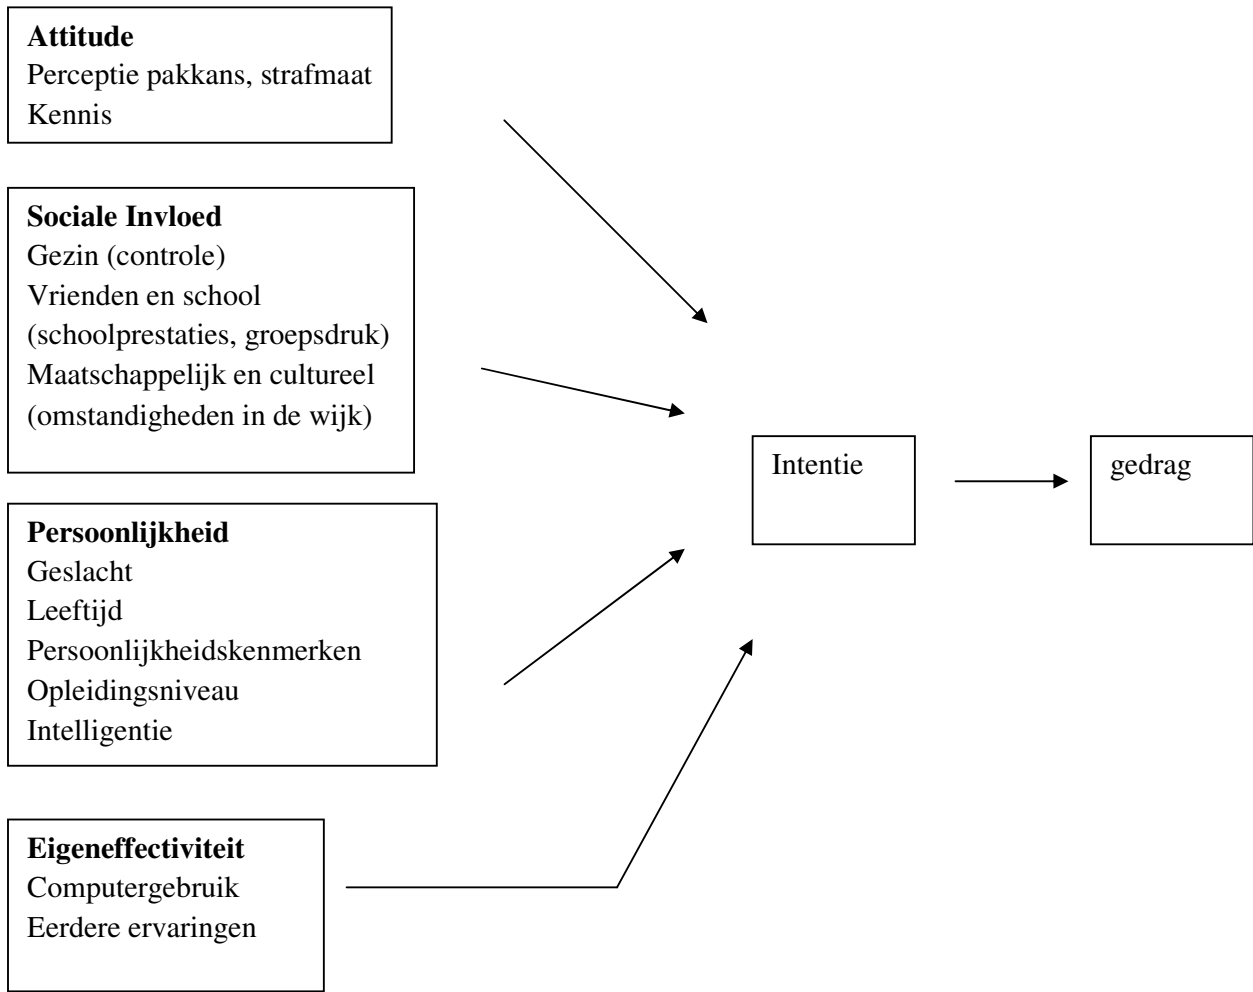 Attitude
Perceptie pakkans, strafmaat
Kennis
Sociale Invloed
Gezin (controle)
Vrienden en school
(schoolprestaties, groepsdruk)
Maatschappelijk en cultureel
(omstandigheden in de wijk)
Intentie
gedrag
Persoonlijkheid
Geslacht
Leeftijd
Persoonlijkheidskenmerken
Opleidingsniveau
Intelligentie
Eigeneffectiviteit
Computergebruik
Eerdere ervaringen